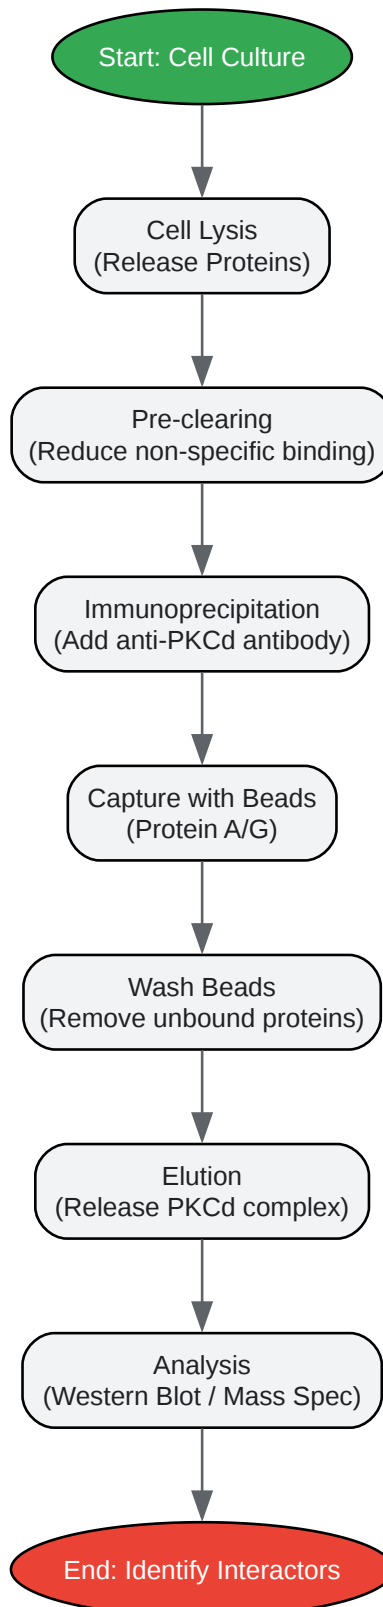 Start: Cell Culture
Cell Lysis
(Release Proteins)
Pre-clearing
(Reduce non-specific binding)
Immunoprecipitation
(Add anti-PKCd antibody)
Capture with Beads
(Protein A/G)
Wash Beads
(Remove unbound proteins)
Elution
(Release PKCd complex)
Analysis
(Western Blot / Mass Spec)
End: Identify Interactors